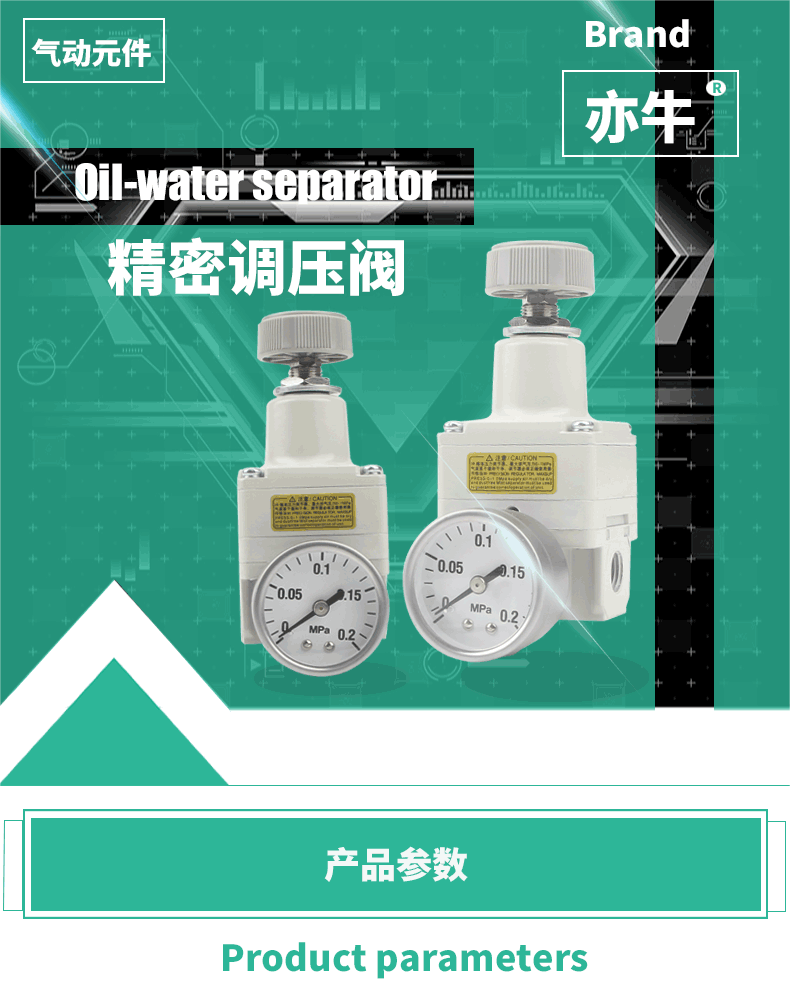 气动元件
Brand
亦牛
®
Oil-water separator
精密调压阀
注意/CAUTION
0.1
0.05
0.15
0
MPa
0.2
注意/CAUTION
0.1
0.05
0.15
0
MPa
0.2
产品参数
Product parameters